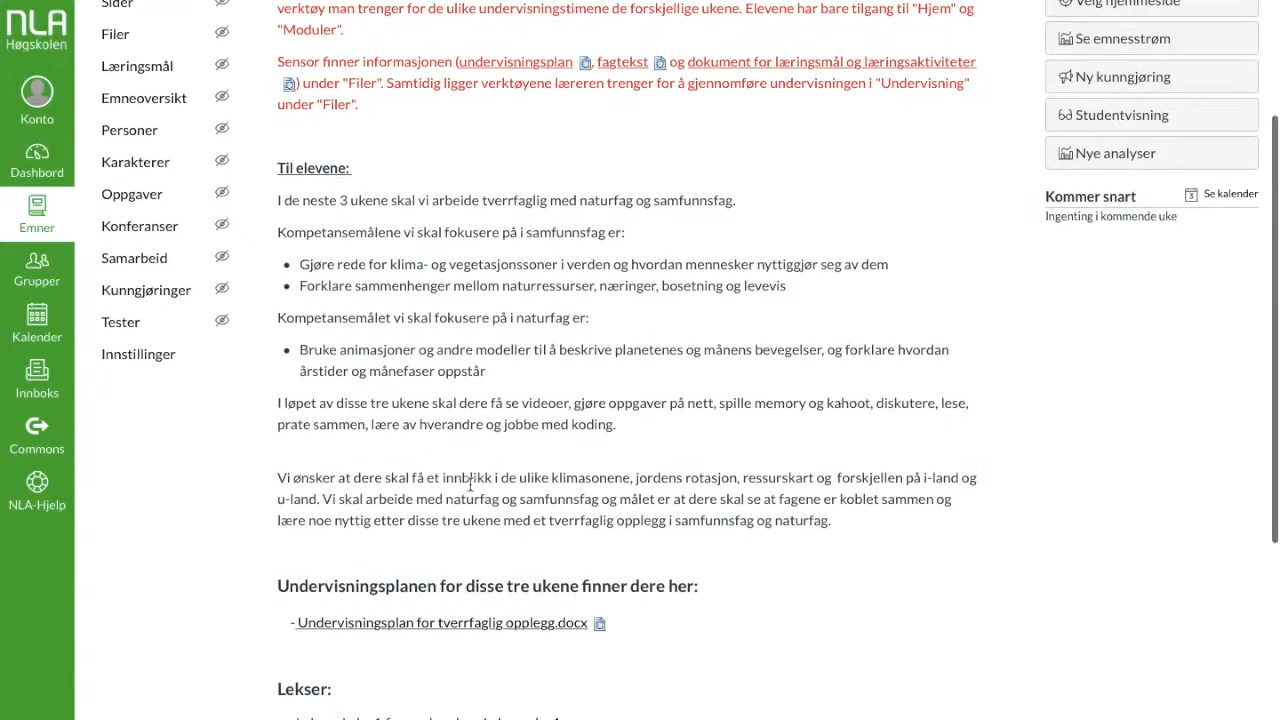 NLA
Høgskolen
Konto
Dashbord
Emner
Grupper
Kalender
Innboks
Commons
NLA-Hjelp
Sider
Filer
Læringsmål
Emneoversikt
Personer
Karakterer
Oppgaver
Konferanser
Samarbeid
Kunngjøringer
Tester
Innstillinger
verktøy man trenger for de ulike undervisningstimene de forskjellige ukene. Elevene har bare tilgang til "Hjem" og
"Moduler".
Sensor finner informasjonen (undervisningsplan, fagtekst og dokument for læringsmål og læringsaktiviteter
) under "Filer". Samtidig ligger verktøyene læreren trenger for å gjennomføre undervisningen i "Undervisning"
under "Filer".
Til elevene:
I de neste 3 ukene skal vi arbeide tverrfaglig med naturfag og samfunnsfag.
Kompetansemålene vi skal fokusere på i samfunnsfag er:
• Gjøre rede for klima- og vegetasjonssoner i verden og hvordan mennesker nyttiggjør seg av dem
• Forklare sammenhenger mellom naturressurser, næringer, bosetning og levevis
Kompetansemålet vi skal fokusere på i naturfag er:
• Bruke animasjoner og andre modeller til å beskrive planetenes og månens bevegelser, og forklare hvordan
årstider og månefaser oppstår
I løpet av disse tre ukene skal dere få se videoer, gjøre oppgaver på nett, spille memory og kahoot, diskutere, lese,
prate sammen, lære av hverandre og jobbe med koding.
Vi ønsker at dere skal få et innblikk i de ulike klimasonene, jordens rotasjon, ressurskart og forskjellen på i-land og
u-land. Vi skal arbeide med naturfag og samfunnsfag og målet er at dere skal se at fagene er koblet sammen og
lære noe nyttig etter disse tre ukene med et tverrfaglig opplegg i samfunnsfag og naturfag.
Undervisningsplanen for disse tre ukene finner dere her:
- Undervisningsplan for tverrfaglig opplegg.docx
Lekser:
Velg hjemmeside
Se emnesstrøm
Ny kunngjøring
Studentvisning
Nye analyser
Kommer snart
3 Se kalender
Ingenting i kommende uke